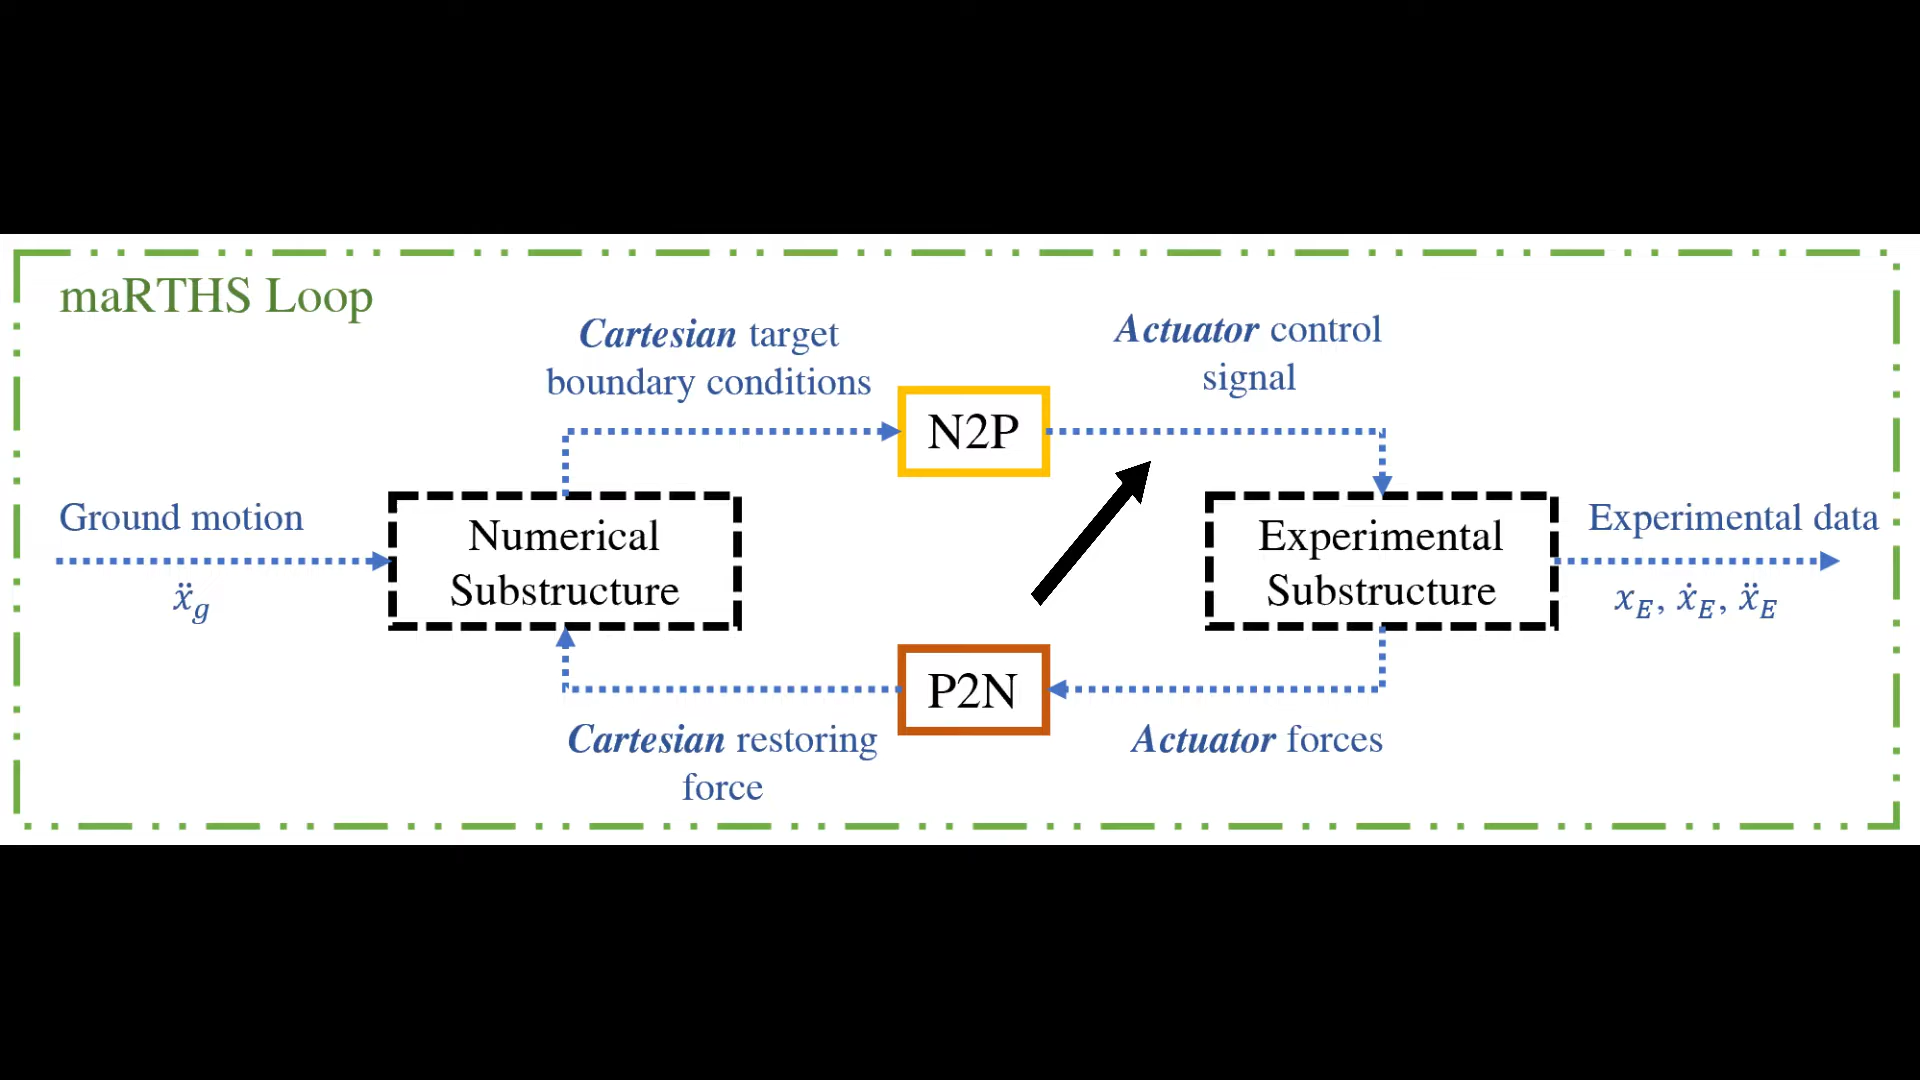 maRTHS Loop
Cartesian target
boundary conditions
Actuator control
signal
N2P
Ground motion
ẍg
Numerical
Substructure
Experimental
Substructure
Experimental data
xE, ẋE, ẍE
P2N
Cartesian restoring
force
Actuator forces